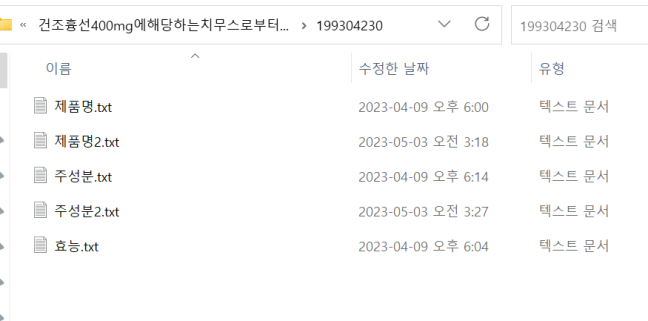 « 건조흉선400mg에해당하는치무스로부터... > 199304230 199304230 검색
이름 수정한 날짜 유형
제품명.txt 2023-04-09 오후 6:00 텍스트 문서
제품명2.txt 2023-05-03 오전 3:18 텍스트 문서
주성분.txt 2023-04-09 오후 6:14 텍스트 문서
주성분2.txt 2023-05-03 오전 3:27 텍스트 문서
효능.txt 2023-04-09 오후 6:04 텍스트 문서